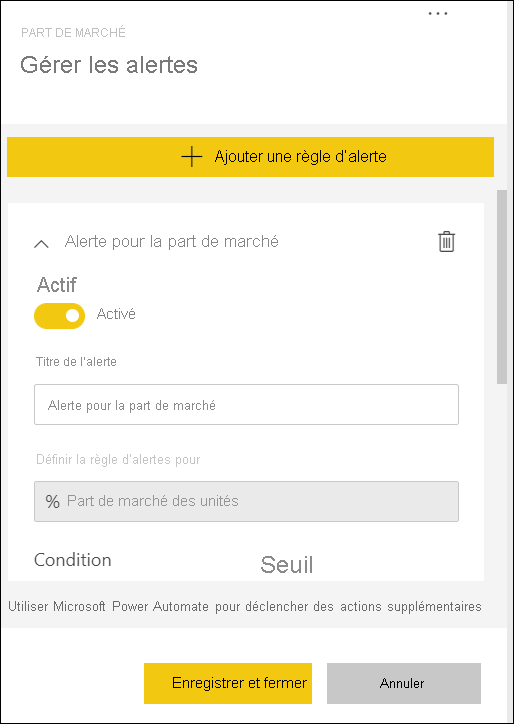 PART DE MARCHÉ
Gérer les alertes
Ajouter une règle d'alerte
Alerte pour la part de marché
Actif
Activé
Titre de l'alerte
Alerte pour la part de marché
Définir la règle d'alertes pour
% Part de marché des unités
Condition Seuil
Utiliser Microsoft Power Automate pour déclencher des actions supplémentaires
Enregistrer et fermer Annuler